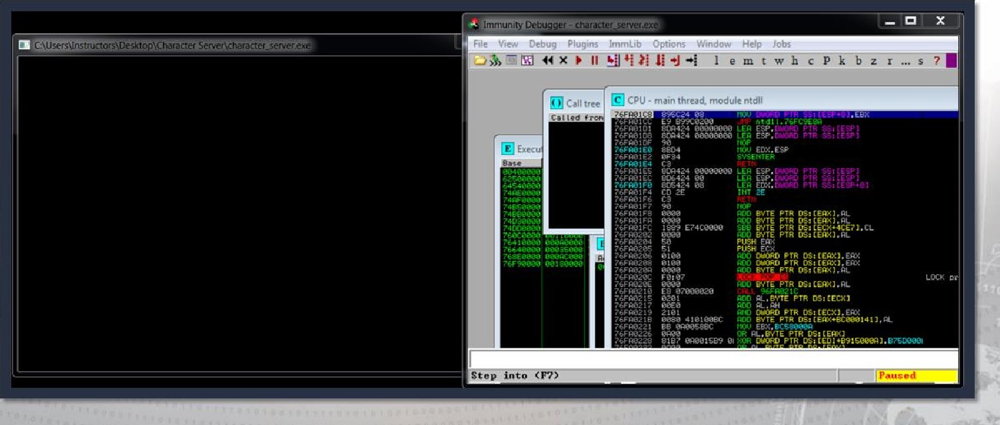 C:\Users\Instructors\Desktop\Character Server\character_server.exe
Immunity Debugger - character_server.exe
File View Debug Plugins ImmLib Options Window Help Jobs
l e m t w h c P k b z r ... s ?
Call tree
Called from
Execu
Base
00400000
62500000
64540000
74AE0000
74AF0000
74B50000
74BB0000
74D30000
74DD0000
760C0000 00110000
76410000 000A0000
76640000 00035000
768E0000 000AC000
76F90000 00180000
CPU - main thread, module ntdll
76FA01C8 895C24 08 MOV DWORD PTR SS:[ESP+8],EBX
76FA01CC E9 B99C0200 JMP ntdll.76FC9E8A
76FA01D1 8DA424 00000000 LEA ESP,DWORD PTR SS:[ESP]
76FA01D8 8DA424 00000000 LEA ESP,DWORD PTR SS:[ESP]
76FA01DF 90 NOP
76FA01E0 8BD4 MOV EDX,ESP
76FA01E2 0F34 SYSENTER
76FA01E4 C3 RETN
76FA01E5 8DA424 00000000 LEA ESP,DWORD PTR SS:[ESP]
76FA01EC 8D6424 00 LEA ESP,DWORD PTR SS:[ESP]
76FA01F0 8D5424 08 LEA EDX,DWORD PTR SS:[ESP+8]
76FA01F4 CD 2E INT 2E
76FA01F6 C3 RETN
76FA01F7 90 NOP
76FA01F8 0000 ADD BYTE PTR DS:[EAX],AL
76FA01FA 0000 ADD BYTE PTR DS:[EAX],AL
76FA01FC 1889 E74C0000 SBB BYTE PTR DS:[ECX+4CE7],CL
76FA0202 0000 ADD BYTE PTR DS:[EAX],AL
76FA0204 50 PUSH EAX
76FA0205 51 PUSH ECX
76FA0206 0100 ADD DWORD PTR DS:[EAX],EAX
76FA0208 0100 ADD DWORD PTR DS:[EAX],EAX
76FA020A 0000 ADD BYTE PTR DS:[EAX],AL
76FA020C F0:07 LOCK POP ES LOCK pr
76FA020E 0000 ADD BYTE PTR DS:[EAX],AL
76FA0210 E8 07000020 CALL 96FA021C
76FA0215 0201 ADD AL,BYTE PTR DS:[ECX]
76FA0217 00E0 ADD AL,AH
76FA0219 2101 AND DWORD PTR DS:[ECX],EAX
76FA021B 0080 410100BC ADD BYTE PTR DS:[EAX+BC000141],AL
76FA0221 BB 0A0058BC MOV EBX,BC58000A
76FA0226 0A00 OR AL,BYTE PTR DS:[EAX]
76FA0228 81B7 0A0015B9 0( XOR DWORD PTR DS:[EDI+B915000A],B75D000(
Step into (F7)
Paused